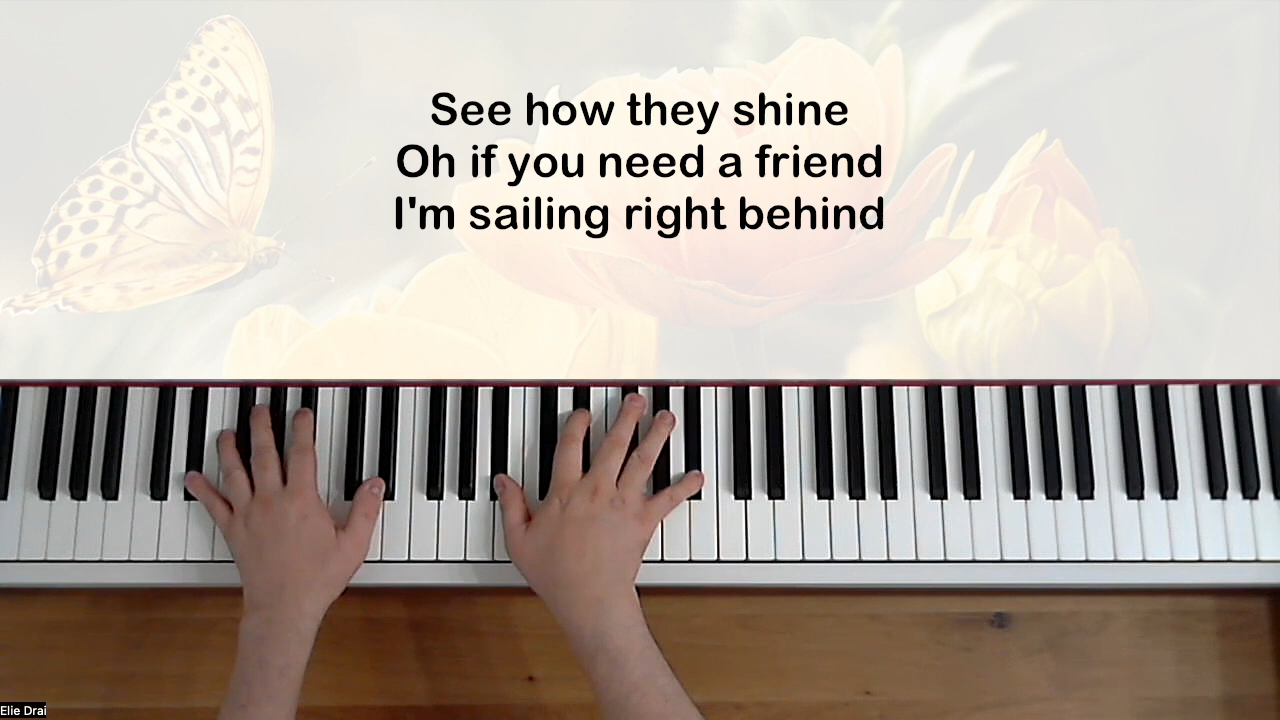 See how they shine
Oh if you need a friend
I'm sailing right behind
Elie Drai